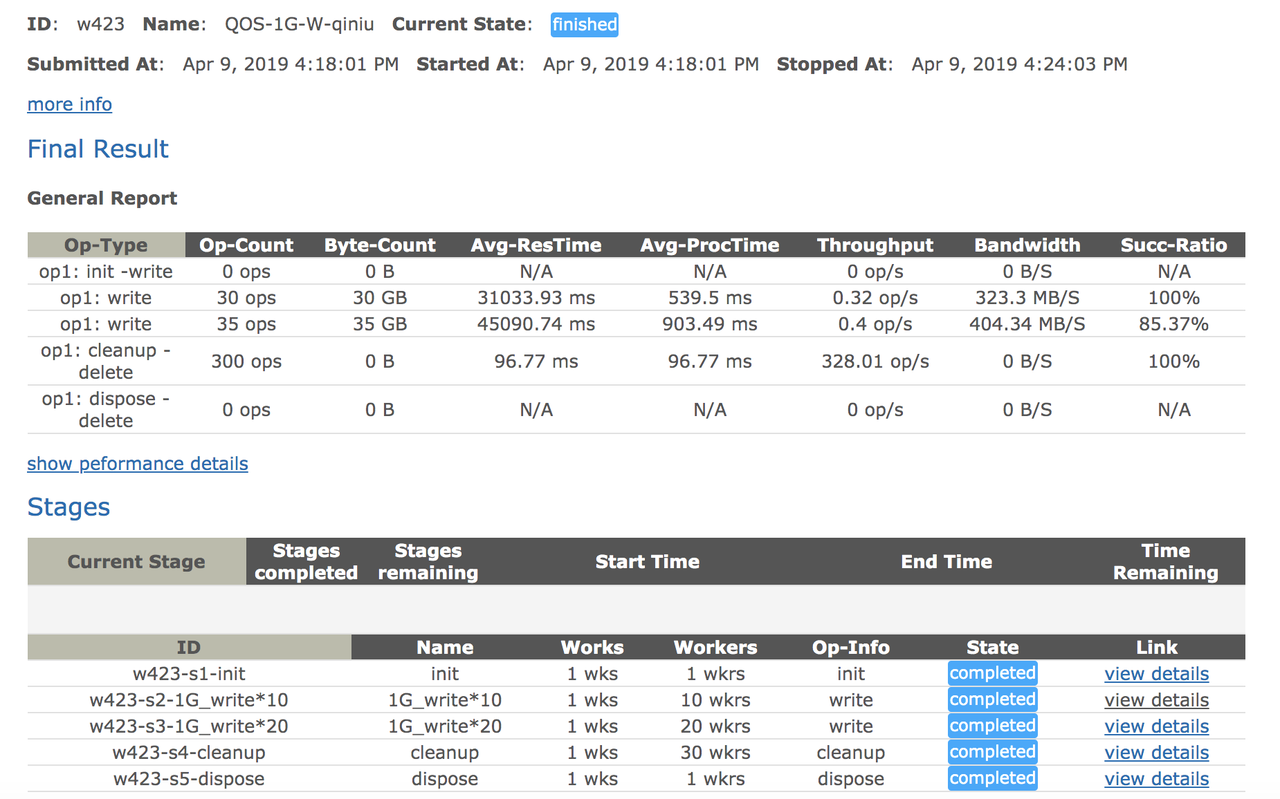 ID: w423 Name: QOS-1G-W-qiniu Current State: finished
Submitted At: Apr 9, 2019 4:18:01 PM Started At: Apr 9, 2019 4:18:01 PM Stopped At: Apr 9, 2019 4:24:03 PM
more info
Final Result
General Report
Op-Type Op-Count Byte-Count Avg-ResTime Avg-ProcTime Throughput Bandwidth Succ-Ratio
op1: init -write 0 ops 0 B N/A N/A 0 op/s 0 B/S N/A
op1: write 30 ops 30 GB 31033.93 ms 539.5 ms 0.32 op/s 323.3 MB/S 100%
op1: write 35 ops 35 GB 45090.74 ms 903.49 ms 0.4 op/s 404.34 MB/S 85.37%
op1: cleanup -
delete 300 ops 0 B 96.77 ms 96.77 ms 328.01 op/s 0 B/S 100%
op1: dispose -
delete 0 ops 0 B N/A N/A 0 op/s 0 B/S N/A
show peformance details
Stages
Current Stage Stages completed Stages remaining Start Time End Time Time Remaining
ID Name Works Workers Op-Info State Link
w423-s1-init init 1 wks 1 wkrs init completed view details
w423-s2-1G_write*10 1G_write*10 1 wks 10 wkrs write completed view details
w423-s3-1G_write*20 1G_write*20 1 wks 20 wkrs write completed view details
w423-s4-cleanup cleanup 1 wks 30 wkrs cleanup completed view details
w423-s5-dispose dispose 1 wks 1 wkrs dispose completed view details